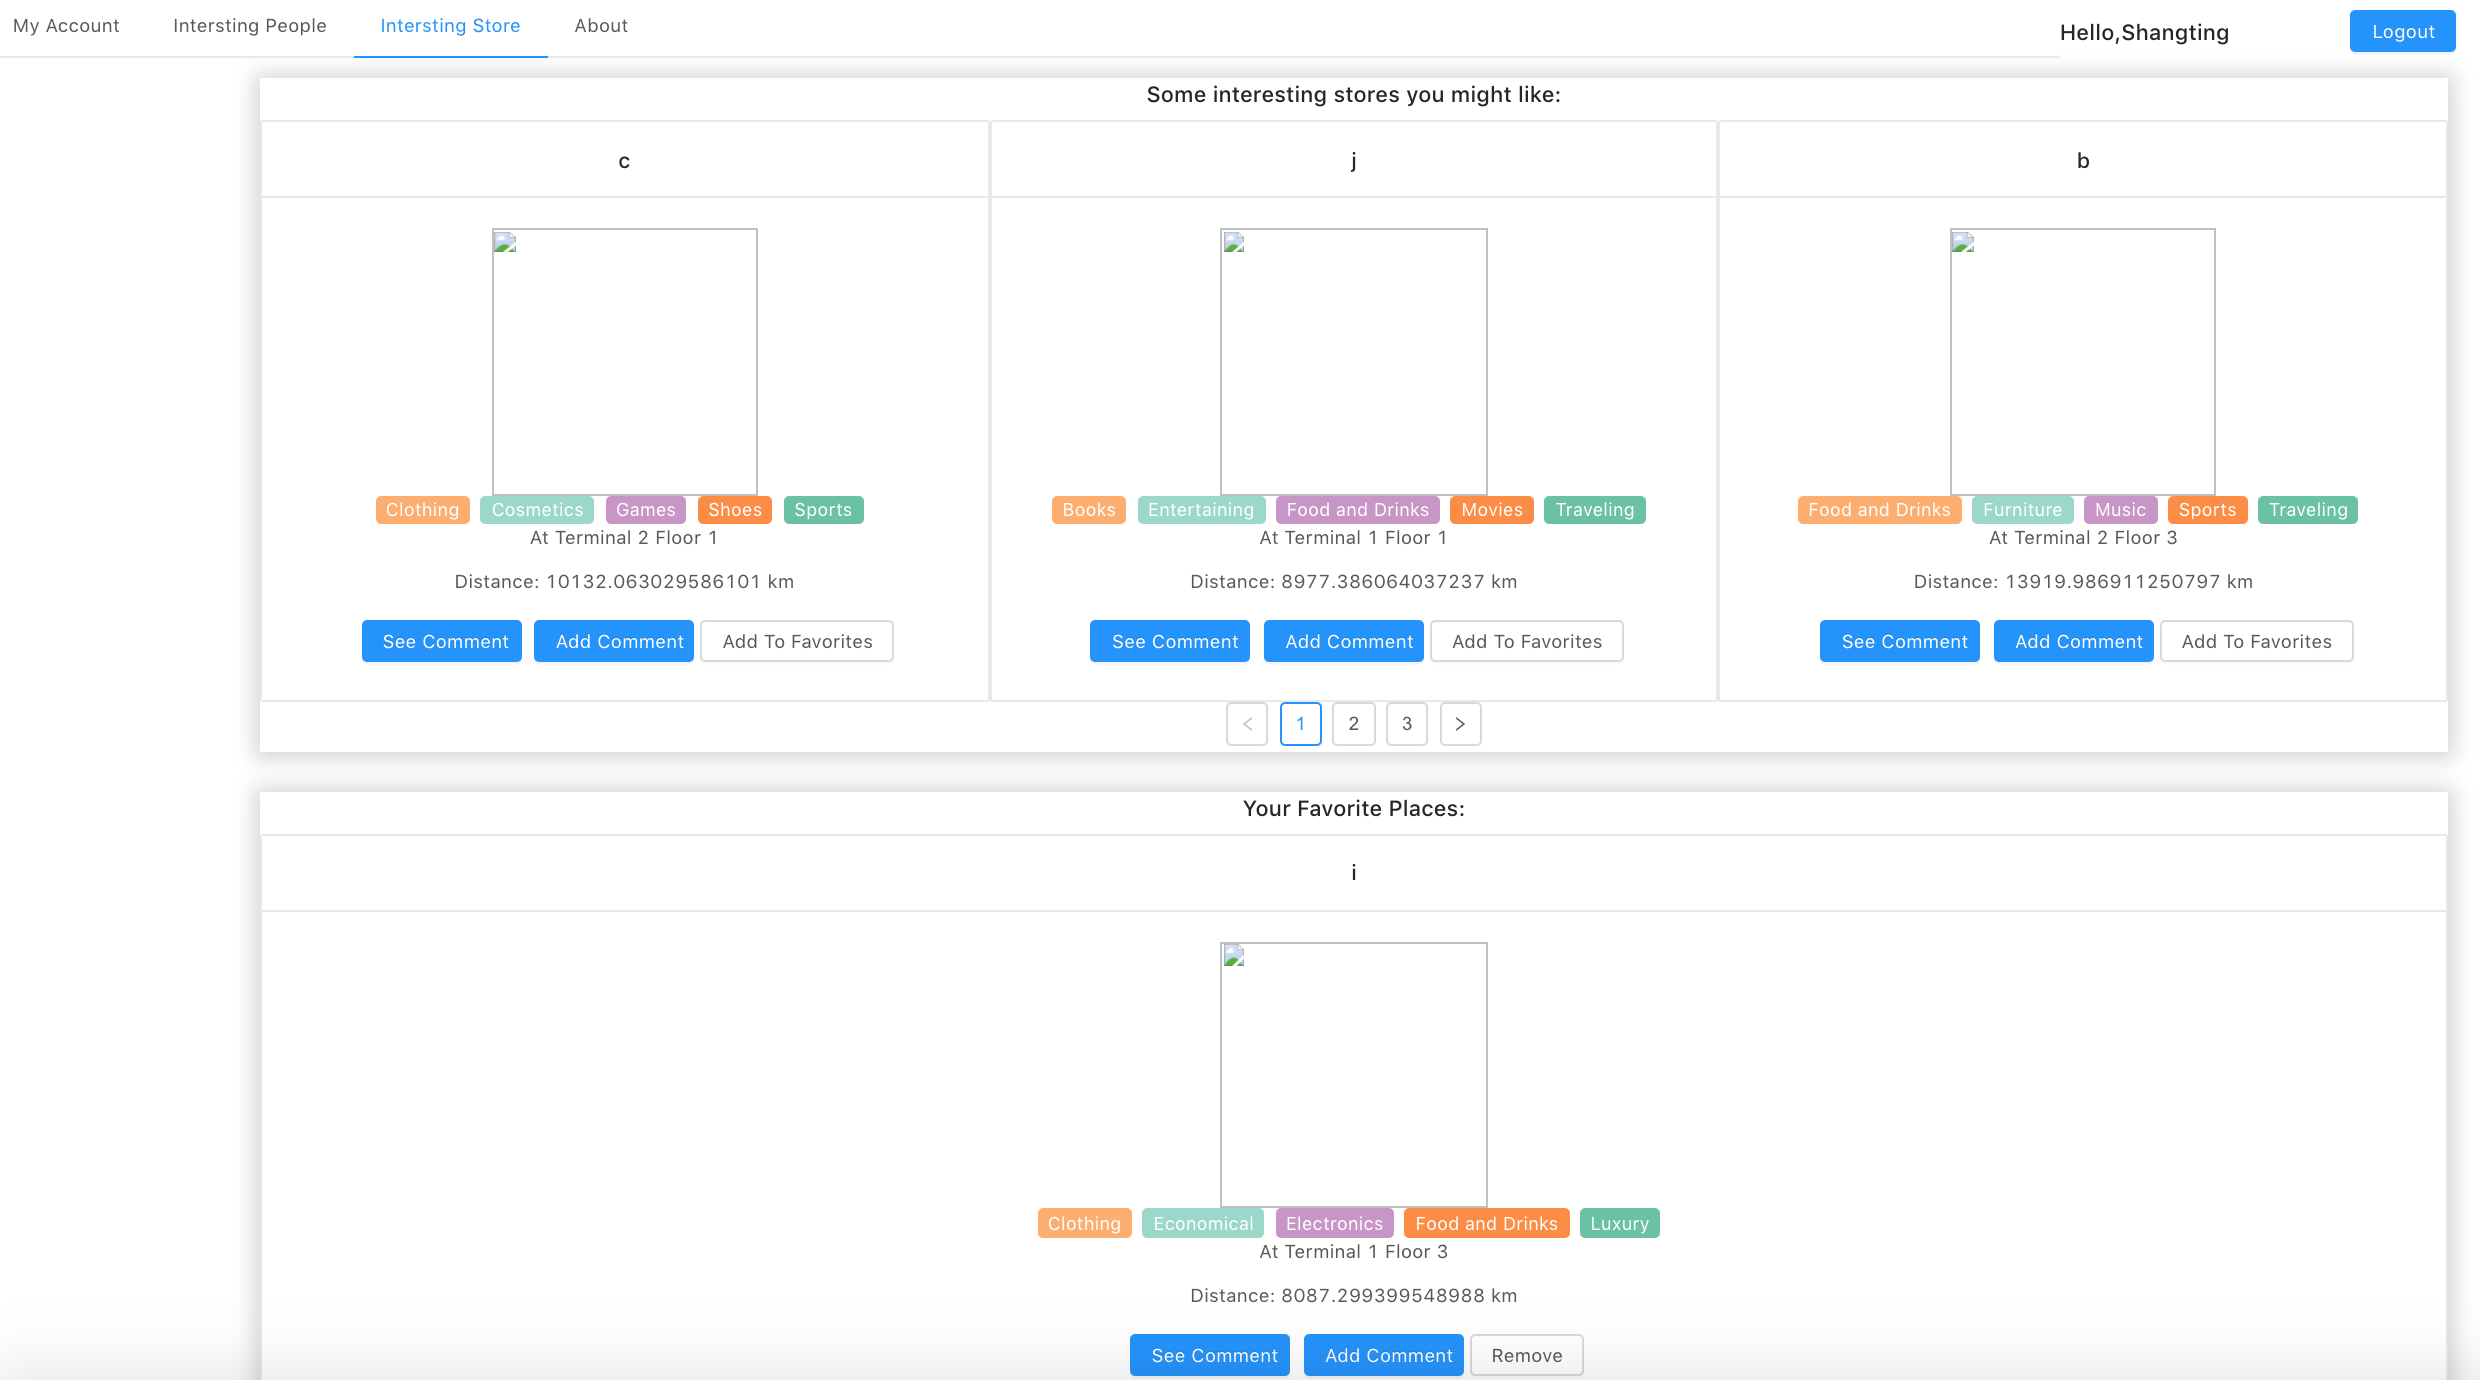 My Account Intersting People Intersting Store About Hello,Shangting Logout
Some interesting stores you might like:
c j b
Clothing Cosmetics Games Shoes Sports Books Entertaining Food and Drinks Movies Traveling Food and Drinks Furniture Music Sports Traveling
At Terminal 2 Floor 1 At Terminal 1 Floor 1 At Terminal 2 Floor 3
Distance: 10132.063029586101 km Distance: 8977.386064037237 km Distance: 13919.986911250797 km
See Comment Add Comment Add To Favorites See Comment Add Comment Add To Favorites See Comment Add Comment Add To Favorites
< 1 2 3 >
Your Favorite Places:
i
Clothing Economical Electronics Food and Drinks Luxury
At Terminal 1 Floor 3
Distance: 8087.299399548988 km
See Comment Add Comment Remove